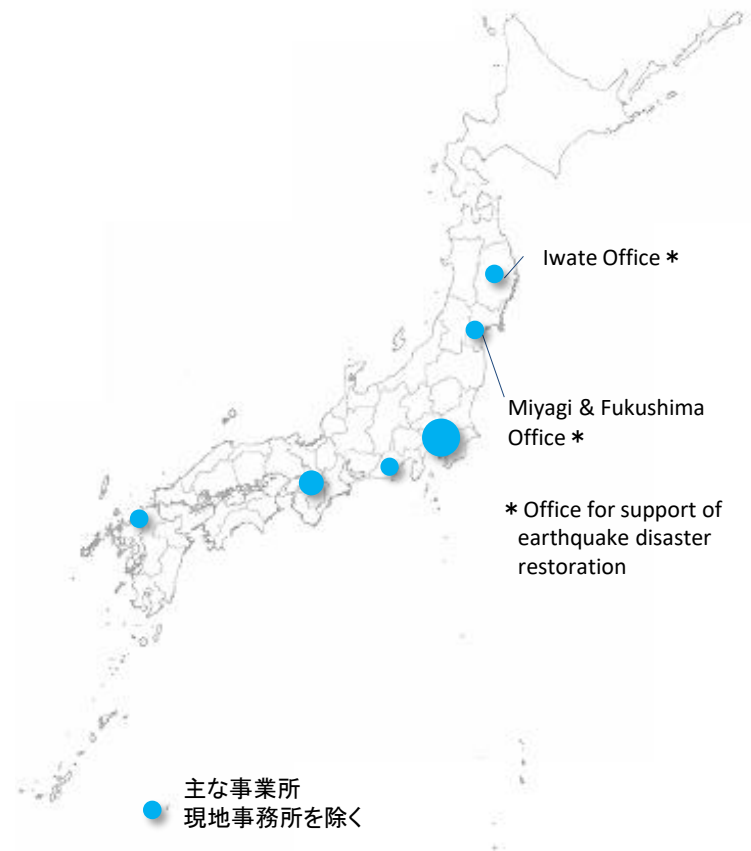 Iwate Office *
Miyagi & Fukushima
Office *
* Office for support of
earthquake disaster
restoration
主な事業所
現地事務所を除く